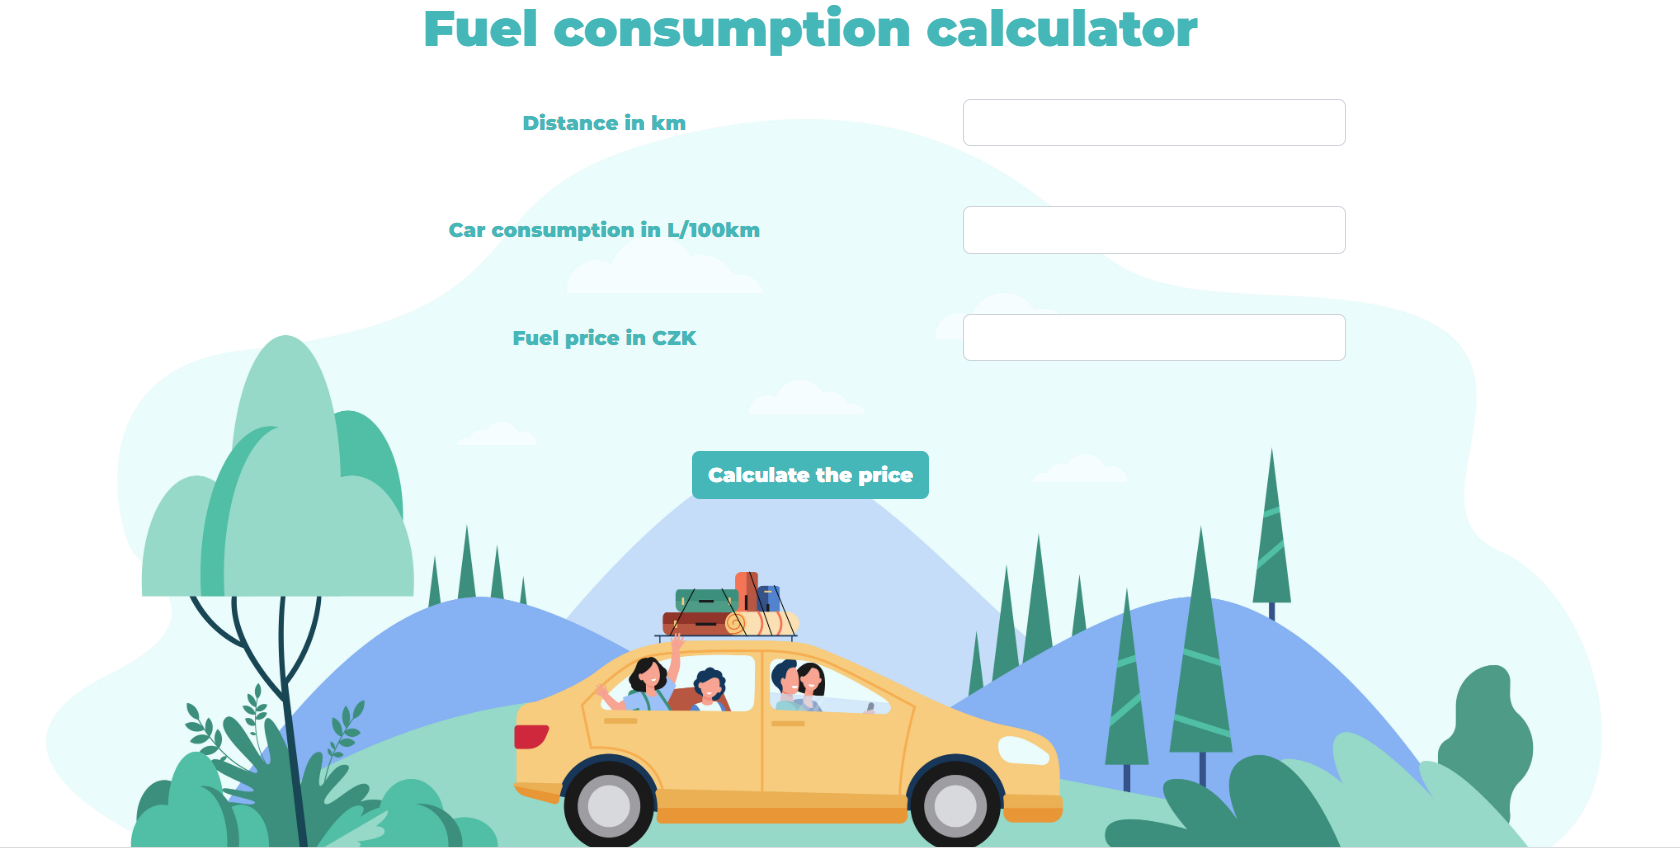 Fuel consumption calculator
Distance in km
Car consumption in L/100km
Fuel price in CZK
Calculate the price